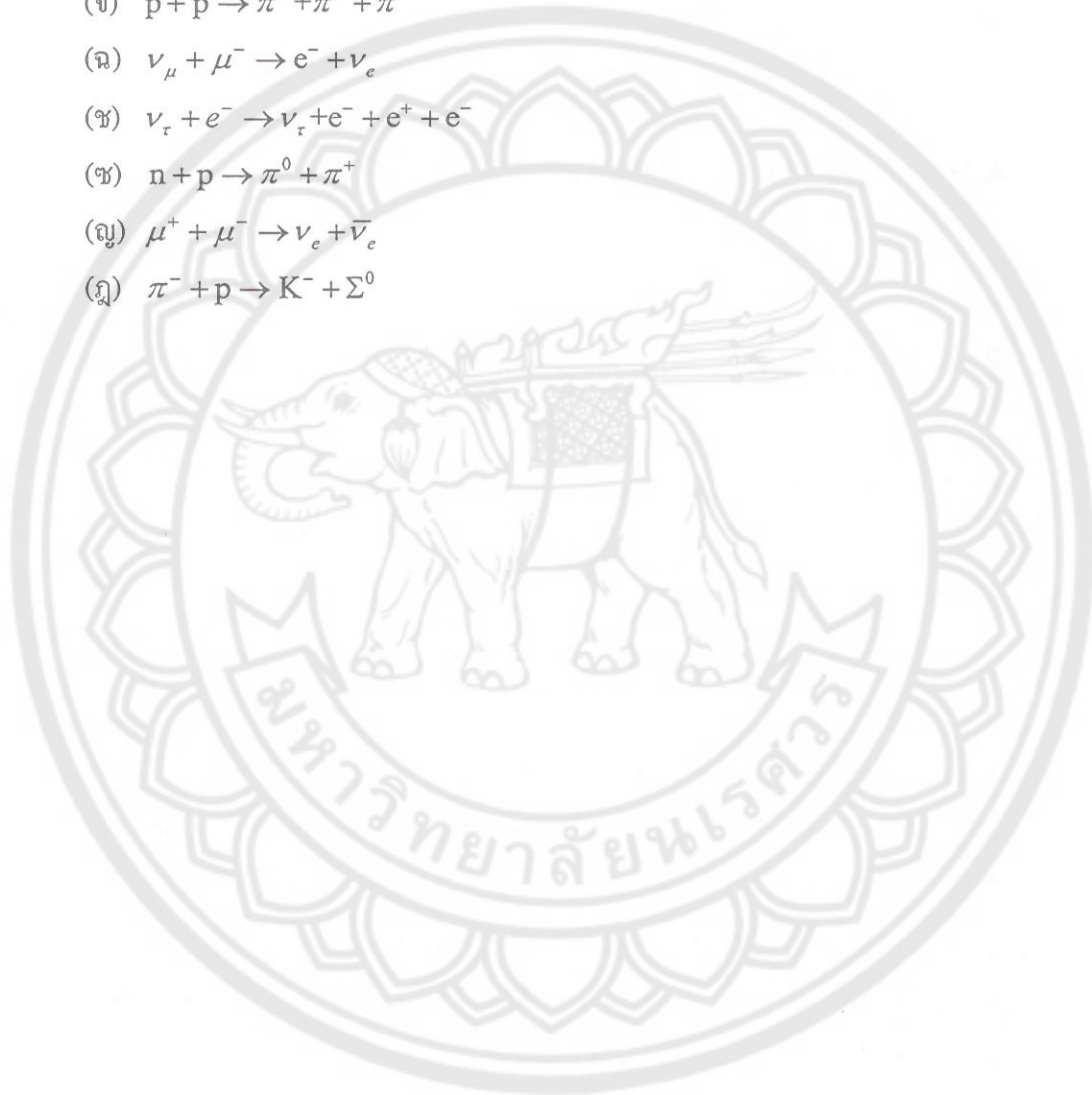 (ฉ) ν_μ + μ⁻ → e⁻ + ν_e
(ช) ν_τ + e⁻ → ν_τ + e⁻ + e⁺ + e⁻
(ซ) n + p → π⁰ + π⁺
(ญ) μ⁺ + μ⁻ → ν_e + ν̄_e
(ฎ) π⁻ + p → K⁻ + Σ⁰
มหาวิทยาลัยนเรศวร